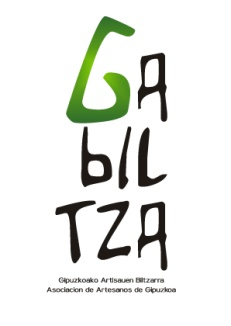 GA
bIL
TZA
Gipuzkoako Artisauen Biltzarra
Asociacion de Artesanos de Gipuzkoa